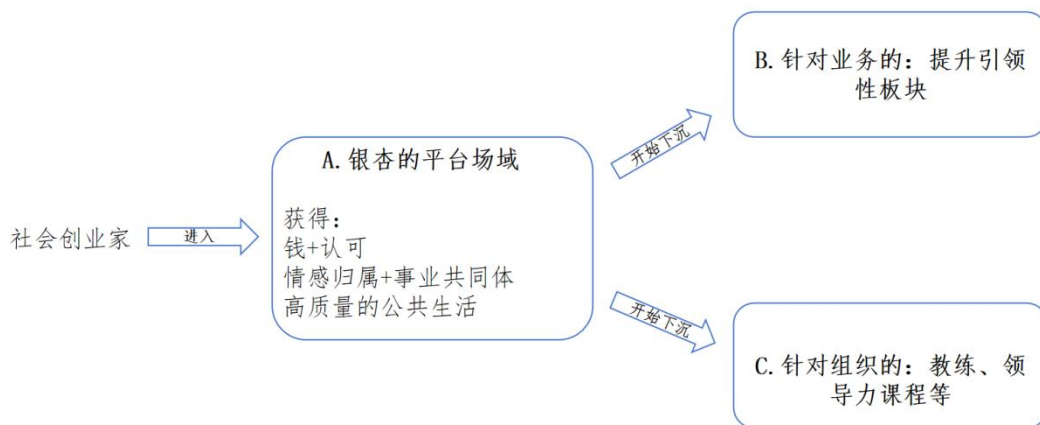 社会创业家
进入
A.银杏的平台场域
获得：
钱+认可
情感归属+事业共同体
高质量的公共生活
开始下沉
B.针对业务的：提升引领
性板块
开始下沉
C.针对组织的：教练、领
导力课程等